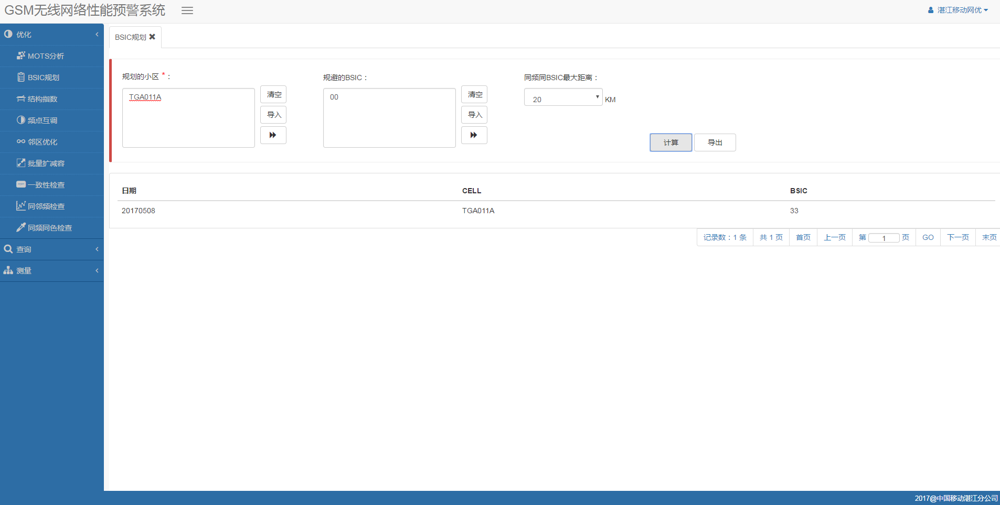 GSM无线网络性能预警系统
湛江移动网优
优化
MOTS分析
BSIC规划
结构指数
频点互调
邻区优化
批量扩减容
一致性检查
同邻频检查
同频同色检查
查询
测量
BSIC规划
规划的小区 * :
TGA011A
清空
导入
规避的BSIC :
00
清空
导入
同频同BSIC最大距离 :
20 KM
计算 导出
日期 CELL BSIC
20170508 TGA011A 33
记录数 : 1 条 共 1 页 首页 上一页 第 1 页 GO 下一页 末页
2017@中国移动湛江分公司